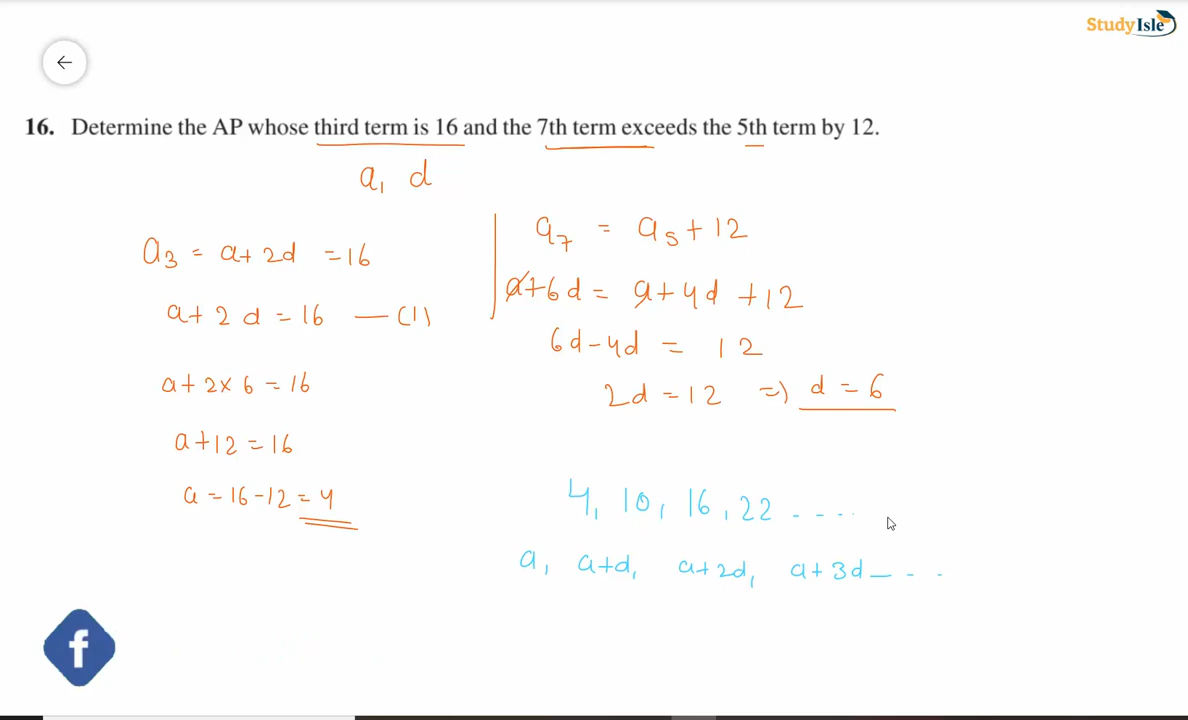 StudyIsle
16. Determine the AP whose third term is 16 and the 7th term exceeds the 5th term by 12.
a, d
a₃ = a + 2d = 16
a + 2d = 16 — (1)
a + 2 × 6 = 16
a + 12 = 16
a = 16 - 12 = 4
a₇ = a₅ + 12
a + 6d = a + 4d + 12
6d - 4d = 12
2d = 12 => d = 6
4, 10, 16, 22 - - - -
a, a+d, a+2d, a+3d - - -
f